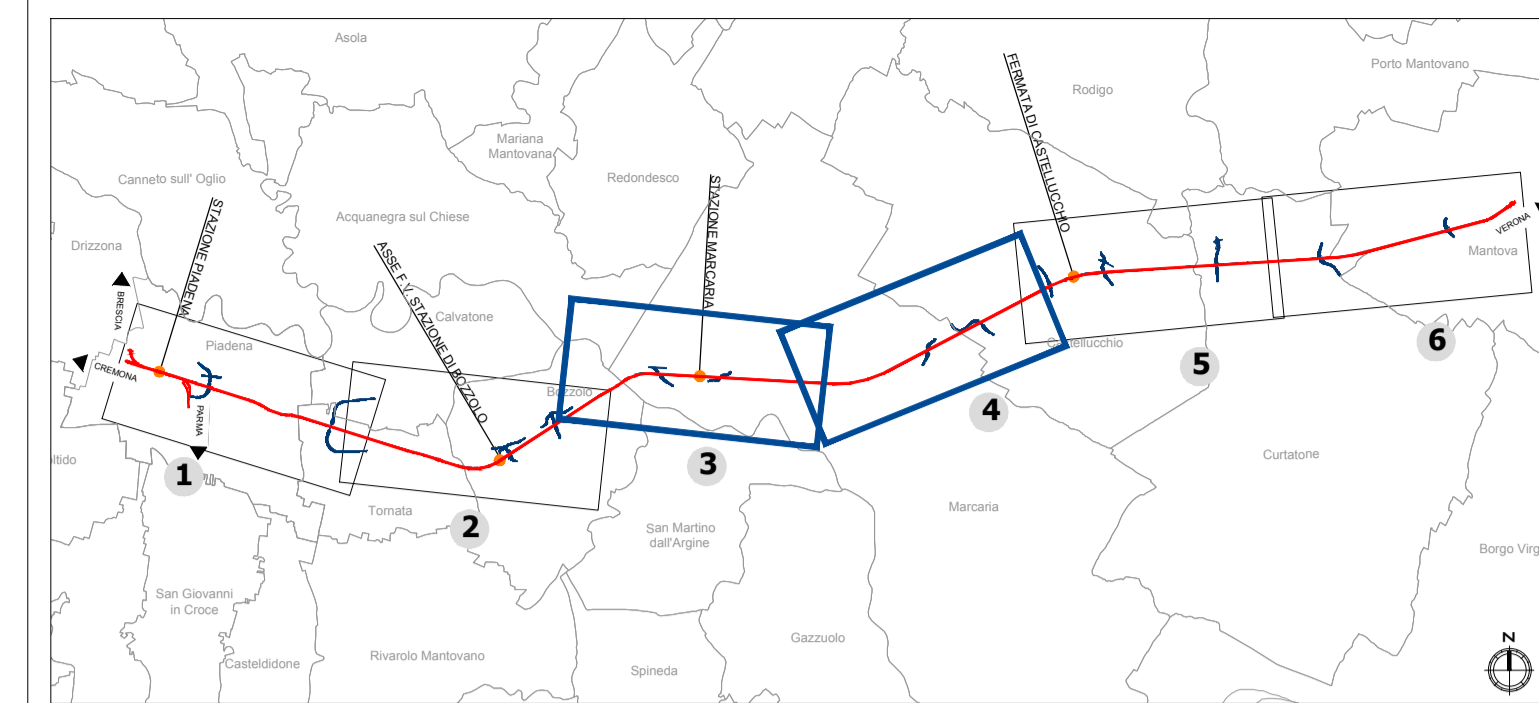 Asola
Porto Mantovano
Rodigo
FERMATA DI CASTELLUCCHIO
Mariana
Mantovana
Canneto sull' Oglio
Redondesco
STAZIONE MARCARIA
STAZIONE PIADENA
Acquanegra sul Chiese
Drizzona
ASSE F.V. STAZIONE DI BOZZOLO
VERONA
Mantova
BRESCIA
Calvatone
Piadena
CREMONA
Castellucchio
6
5
Bozzolo
PARMA
4
Curtatone
ltido
1
3
Tornata
2
Marcaria
San Martino
dall'Argine
Borgo Virg
San Giovanni
in Croce
Gazzuolo
N
Casteldidone
Rivarolo Mantovano
Spineda